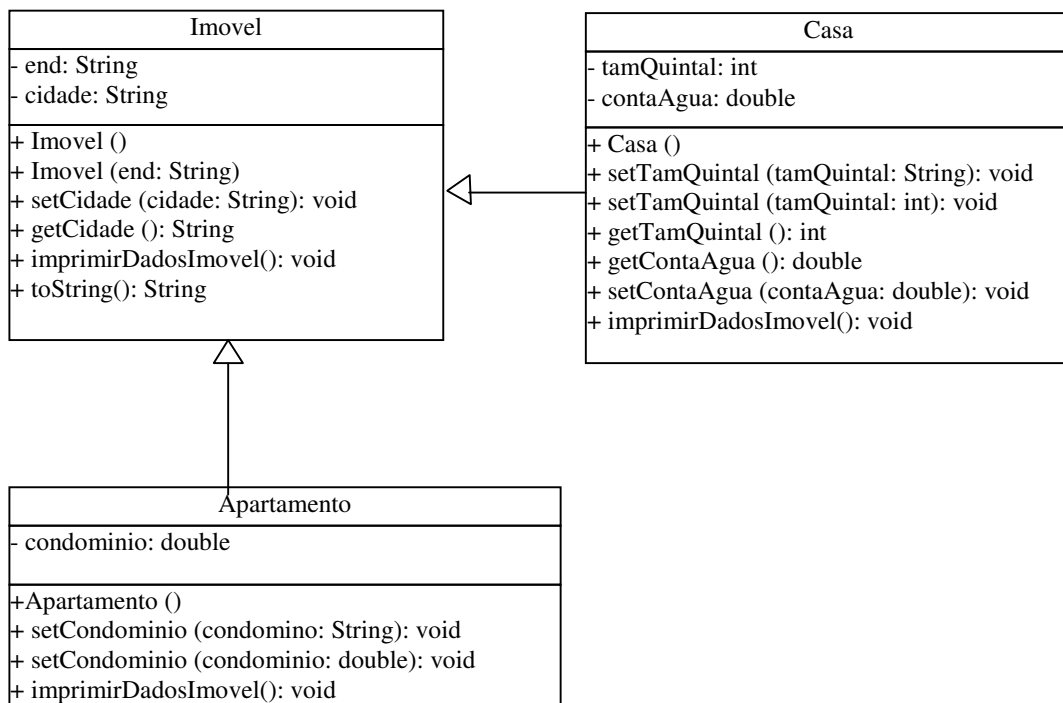 Imovel
- end: String
- cidade: String
+ Imovel ()
+ Imovel (end: String)
+ setCidade (cidade: String): void
+ getCidade (): String
+ imprimirDadosImovel(): void
+ toString(): String
Casa
- tamQuintal: int
- contaAgua: double
+ Casa ()
+ setTamQuintal (tamQuintal: String): void
+ setTamQuintal (tamQuintal: int): void
+ getTamQuintal (): int
+ getContaAgua (): double
+ setContaAgua (contaAgua: double): void
+ imprimirDadosImovel(): void
Apartamento
- condominio: double
+Apartamento ()
+ setCondominio (condomino: String): void
+ setCondominio (condominio: double): void
+ imprimirDadosImovel(): void